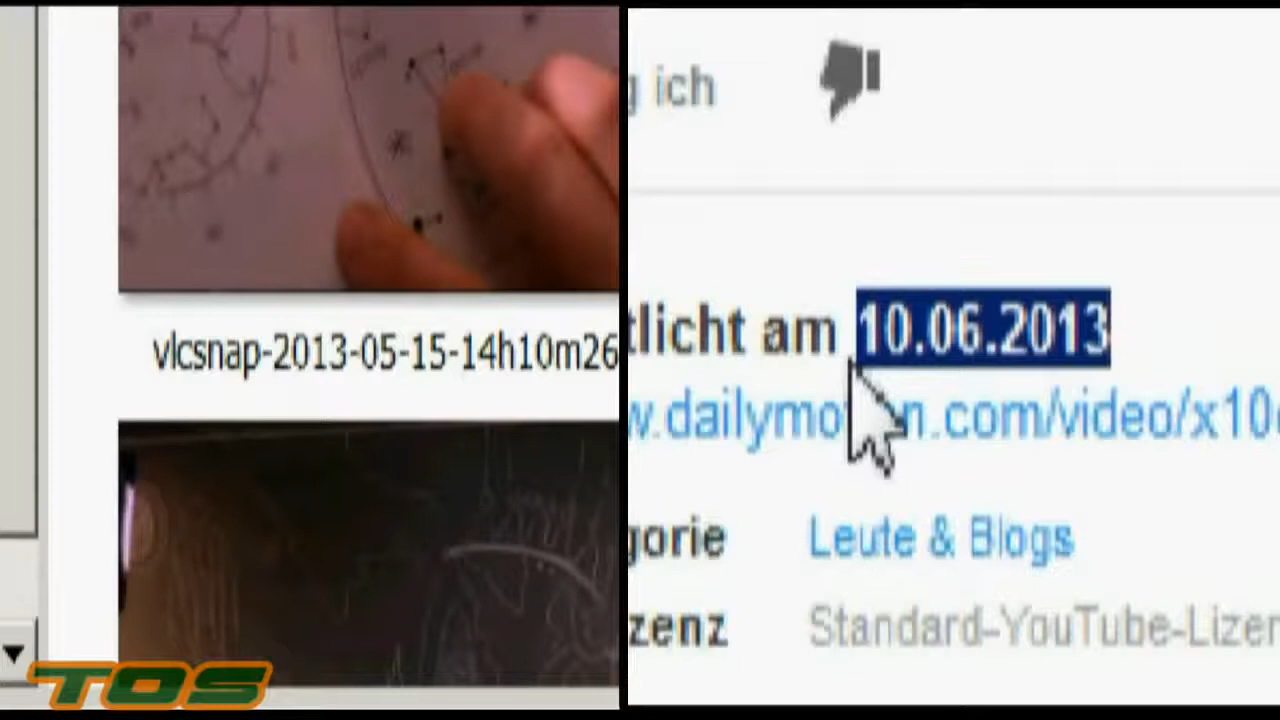 vlcsnap-2013-05-15-14h10m26
TOS
g ich
tlicht am 10.06.2013
w.dailymotion.com/video/x10
gorie Leute & Blogs
zenz Standard-YouTube-Lizen